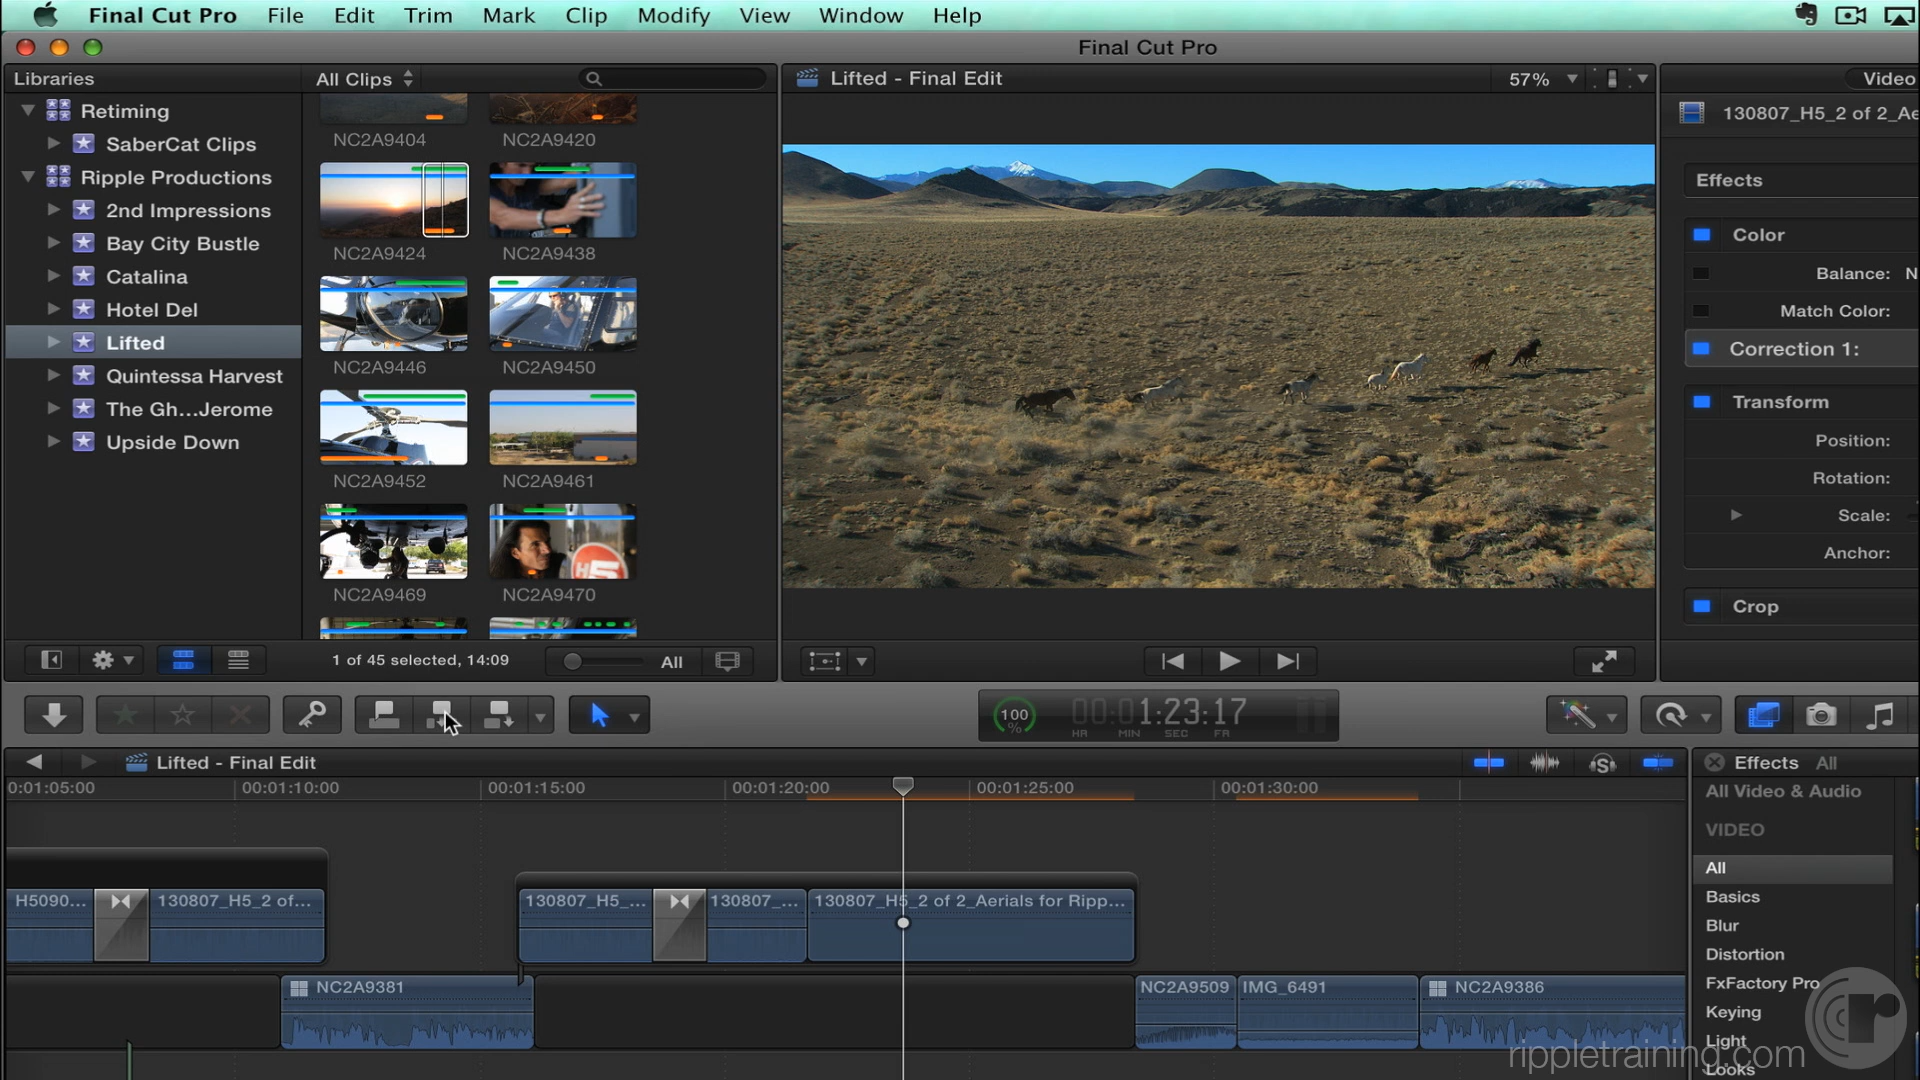 Final Cut Pro File Edit Trim Mark Clip Modify View Window Help
Final Cut Pro
Libraries
All Clips
Retiming
SaberCat Clips
Ripple Productions
2nd Impressions
Bay City Bustle
Catalina
Hotel Del
Lifted
Quintessa Harvest
The Gh...Jerome
Upside Down
NC2A9404 NC2A9420
NC2A9424 NC2A9438
NC2A9446 NC2A9450
NC2A9452 NC2A9461
H5
NC2A9469 NC2A9470
1 of 45 selected, 14:09
All
Lifted - Final Edit
57%
Video
130807_H5_2 of 2_Ae
Effects
Color
Balance: N
Match Color:
Correction 1:
Transform
Position:
Rotation:
Scale:
Anchor:
Crop
100 % 00:01:23:17
HR MIN SEC FR
Lifted - Final Edit
0:01:05:00 00:01:10:00 00:01:15:00 00:01:20:00 00:01:25:00 00:01:30:00
H5090... 130807_H5_2 of... 130807_H5_... 130807_... 130807_H5_2 of 2_Aerials for Ripp...
NC2A9381 NC2A9509 IMG_6491 NC2A9386
Effects All
All Video & Audio
VIDEO
All
Basics
Blur
Distortion
FxFactory Pro
Keying
Light
Looks
rippletraining.com